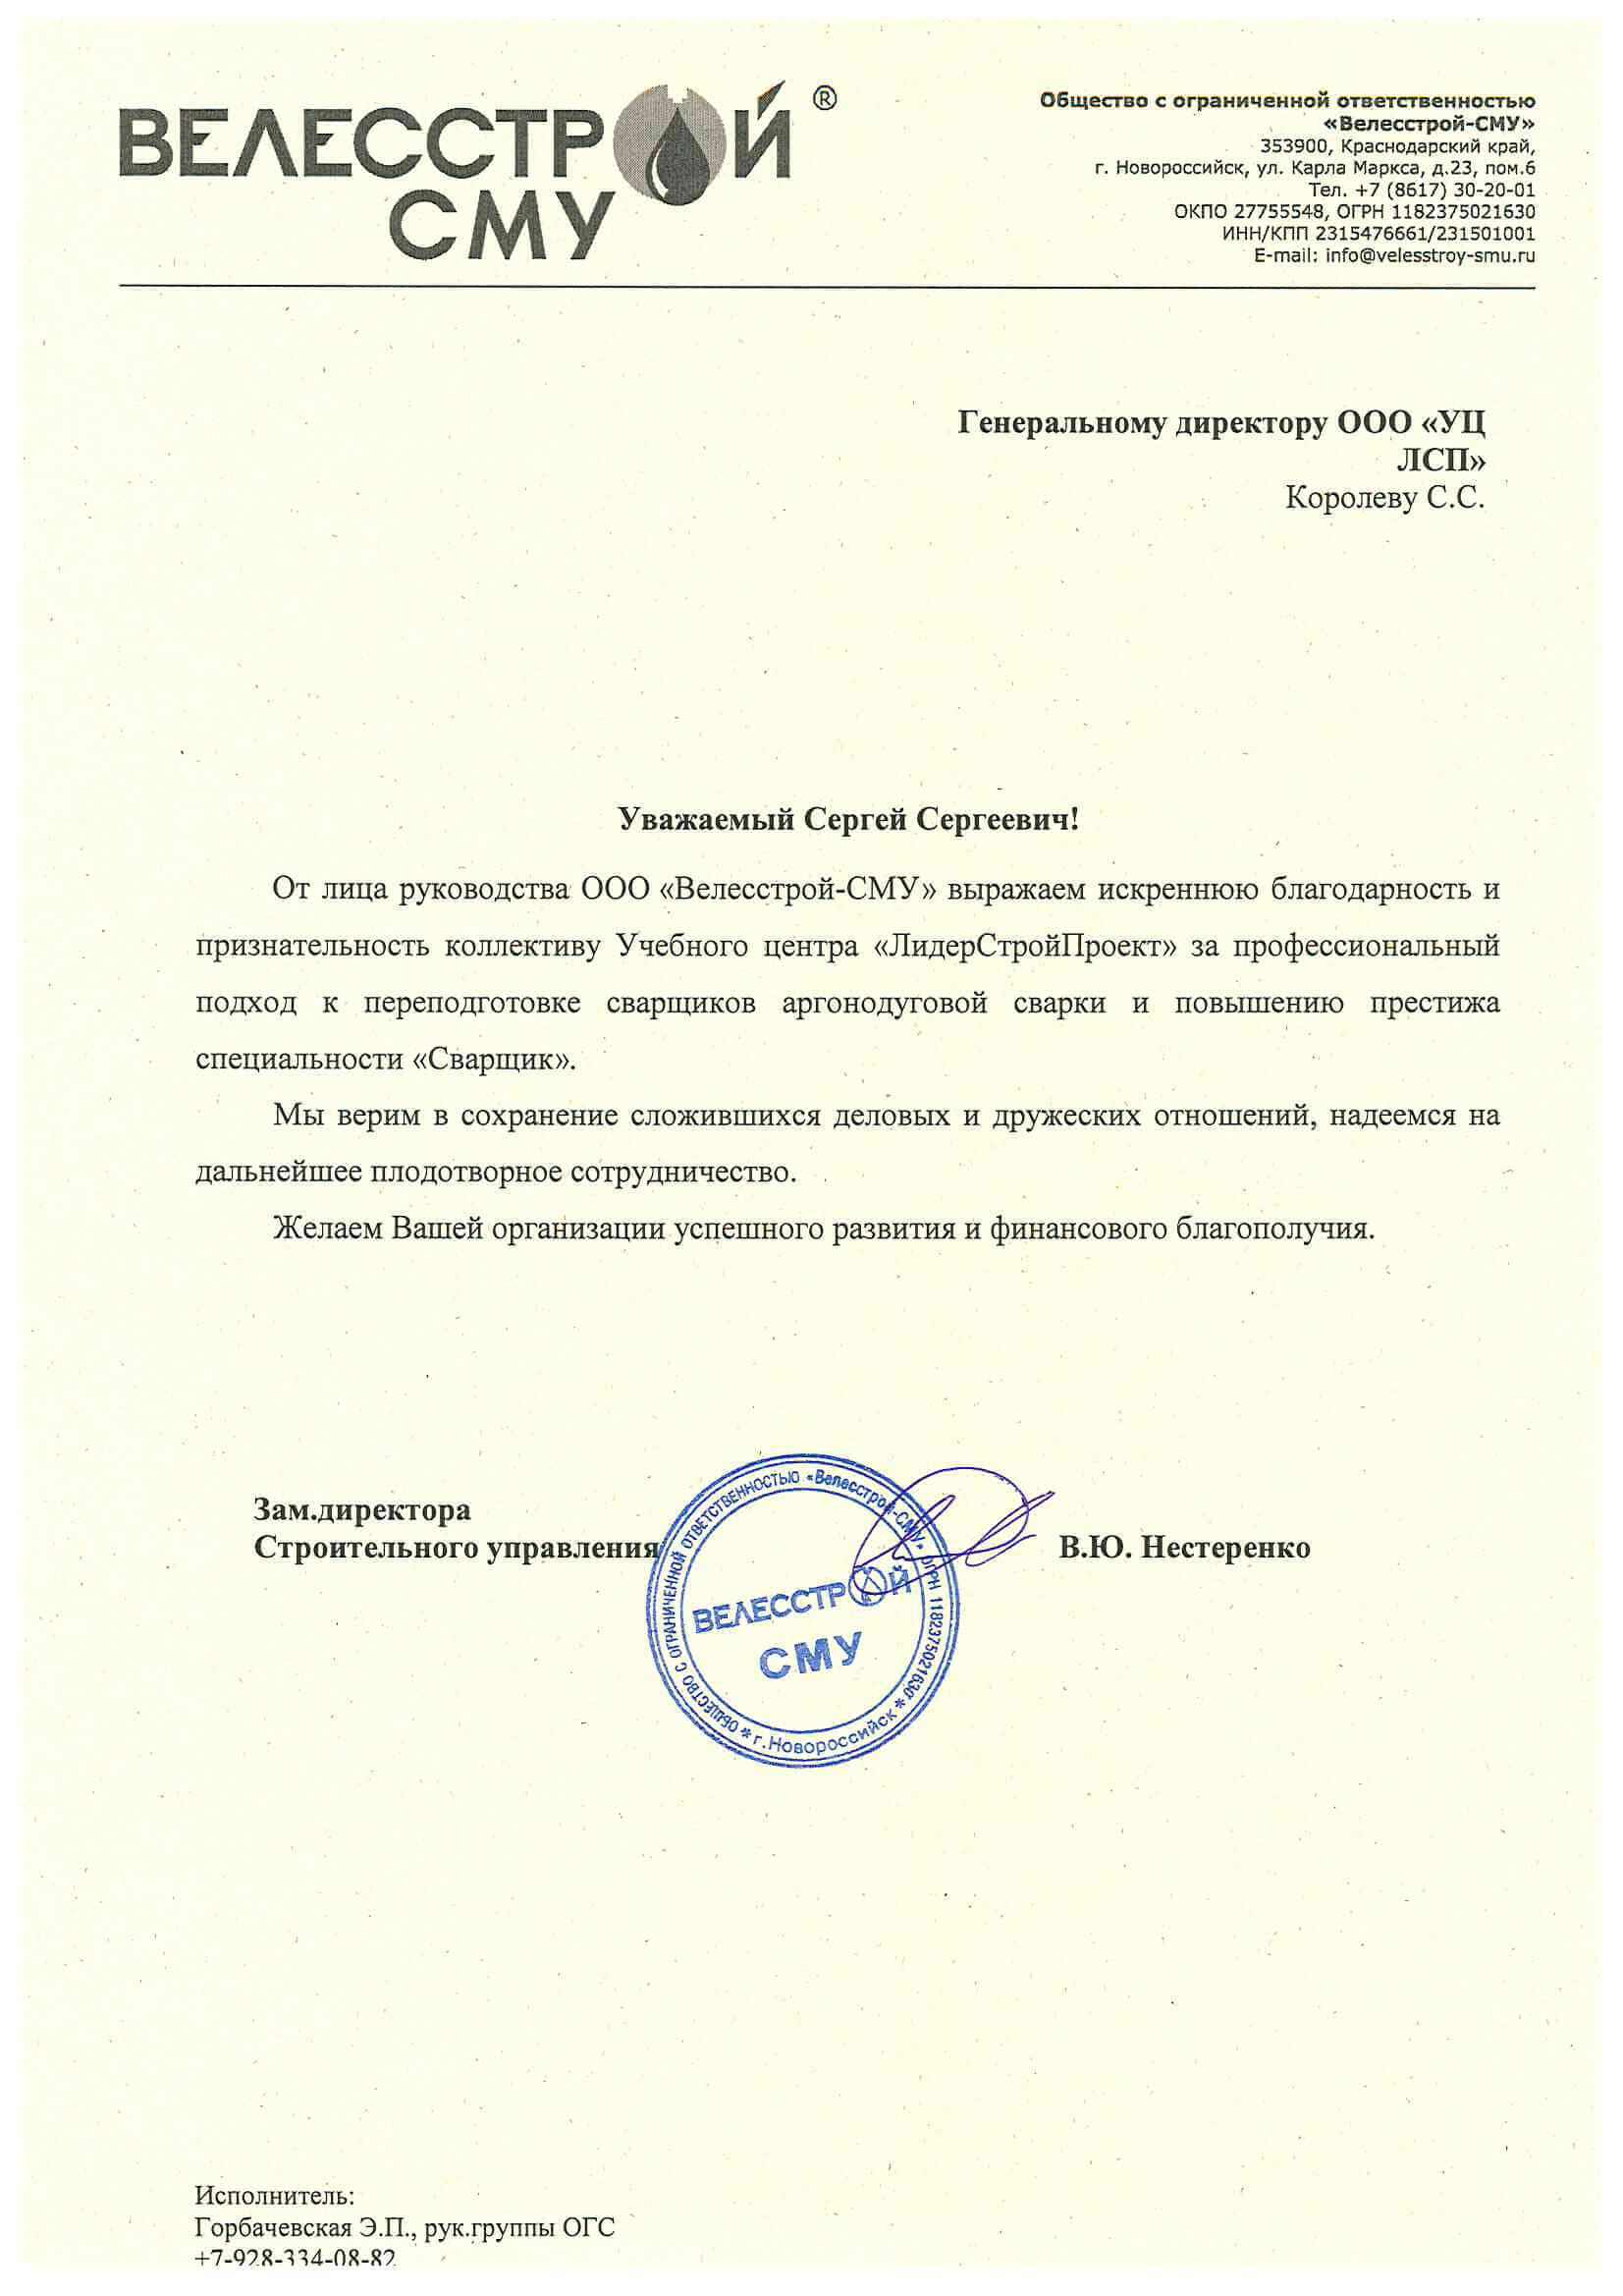 ВЕЛЕССТРОЙ ®
СМУ
Общество с ограниченной ответственностью
«Велесстрой-СМУ»
353900, Краснодарский край,
г. Новороссийск, ул. Карла Маркса, д.23, пом.6
Тел. +7 (8617) 30-20-01
ОКПО 27755548, ОГРН 1182375021630
ИНН/КПП 2315476661/231501001
E-mail: info@velesstroy-smu.ru
Генеральному директору ООО «УЦ
ЛСП»
Королеву С.С.
Уважаемый Сергей Сергеевич!
От лица руководства ООО «Велесстрой-СМУ» выражаем искреннюю благодарность и
признательность коллективу Учебного центра «ЛидерСтройПроект» за профессиональный
подход к переподготовке сварщиков аргонодуговой сварки и повышению престижа
специальности «Сварщик».
Мы верим в сохранение сложившихся деловых и дружеских отношений, надеемся на
дальнейшее плодотворное сотрудничество.
Желаем Вашей организации успешного развития и финансового благополучия.
Зам.директора
Строительного управления
В.Ю. Нестеренко
ОБЩЕСТВО С ОГРАНИЧЕННОЙ ОТВЕТСТВЕННОСТЬЮ «Велесстрой-СМУ» ОГРН 1182375021630
* г.Новороссийск *
ВЕЛЕССТРОЙ
СМУ
Исполнитель:
Горбачевская Э.П., рук.группы ОГС
+7-928-334-08-82